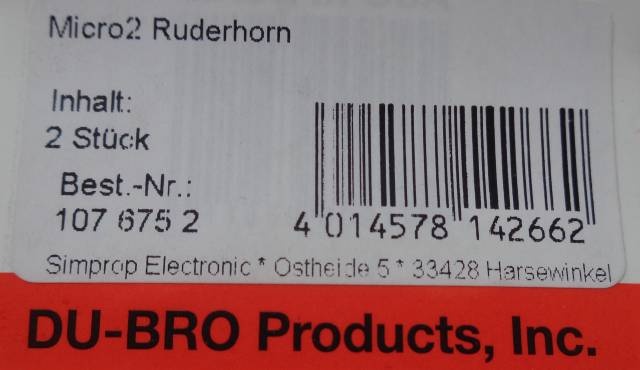 Micro2 Ruderhorn
Inhalt:
2 Stück
Best.-Nr.:
107 675 2
4 014578 142662
Simprop Electronic * Ostheide 5 * 33428 Harsewinkel
DU-BRO Products, Inc.